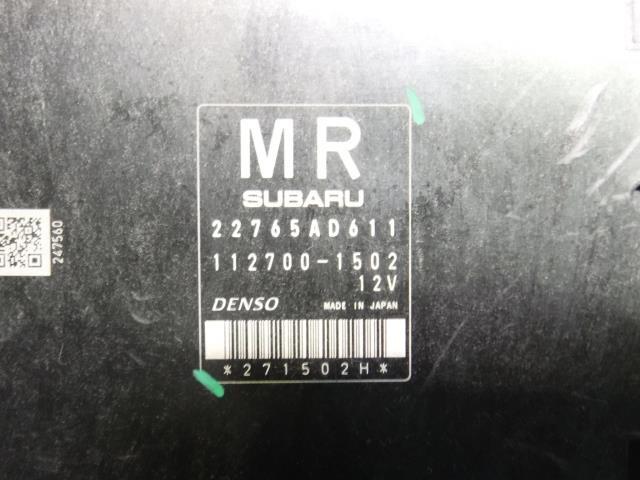 MR
SUBARU
22765AD611
112700-1502
12V
DENSO MADE IN JAPAN
*271502H*
247560